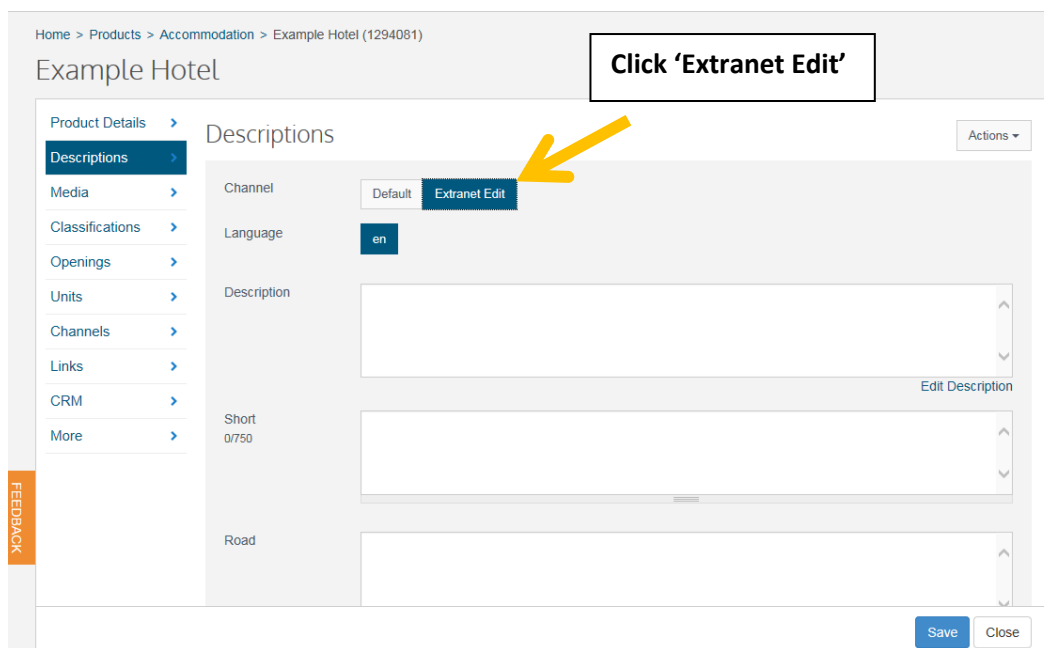 Home > Products > Accommodation > Example Hotel (1294081)
Example Hotel
Click ‘Extranet Edit’
Product Details
Descriptions
Media
Classifications
Openings
Units
Channels
Links
CRM
More
FEEDBACK
Descriptions
Actions
Channel
Default
Extranet Edit
Language
en
Description
Edit Description
Short
0/750
Road
Save
Close